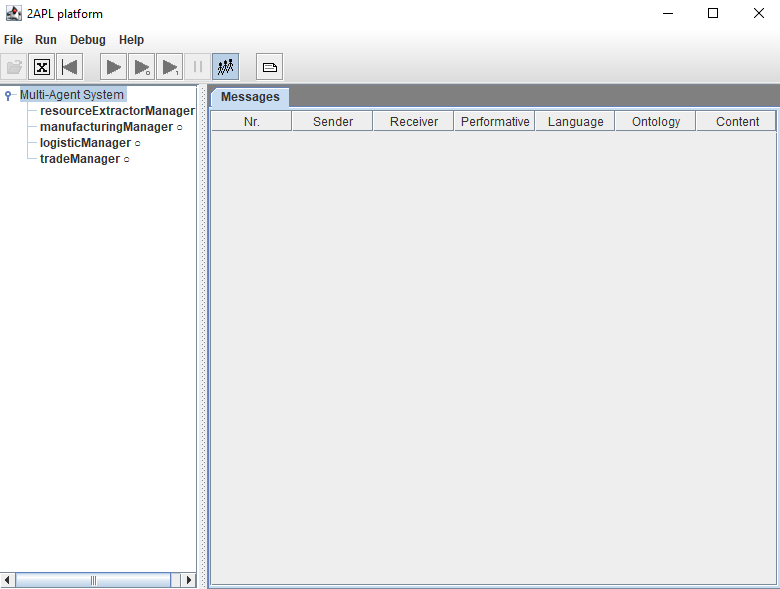 2APL platform
File Run Debug Help
Multi-Agent System
resourceExtractorManager
manufacturingManager
logisticManager
tradeManager
Messages
Nr. Sender Receiver Performative Language Ontology Content